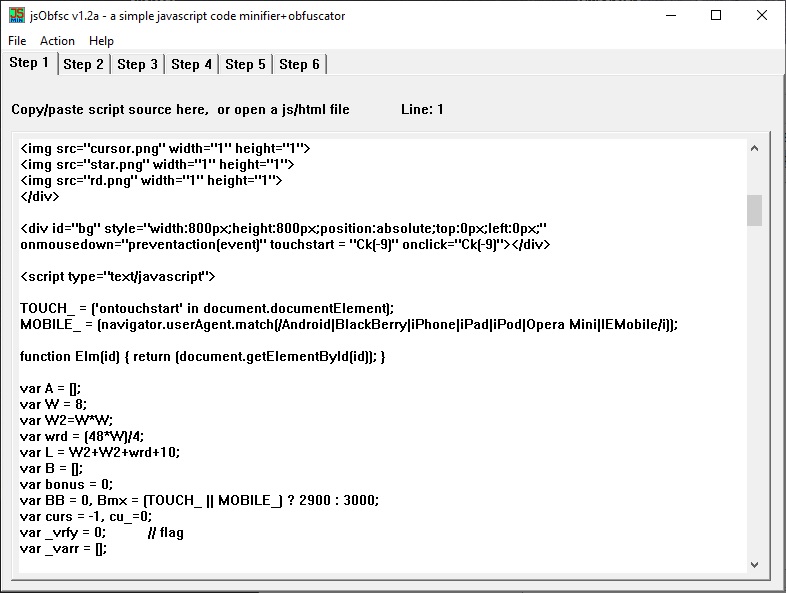 jsObfsc v1.2a - a simple javascript code minifier+obfuscator
File Action Help
Step 1 Step 2 Step 3 Step 4 Step 5 Step 6
Copy/paste script source here, or open a js/html file Line: 1
<img src="cursor.png" width="1" height="1">
<img src="star.png" width="1" height="1">
<img src="rd.png" width="1" height="1">
</div>
<div id="bg" style="width:800px;height:800px;position:absolute;top:0px;left:0px;"
onmousedown="preventaction(event)" touchstart = "Ck(-9)" onclick="Ck(-9)"></div>
<script type="text/javascript">
TOUCH_ = ('ontouchstart' in document.documentElement);
MOBILE_ = (navigator.userAgent.match(/Android|BlackBerry|iPhone|iPad|iPod|Opera Mini|IEMobile/i));
function Elm(id) { return (document.getElementById(id)); }
var A = [];
var W = 8;
var W2=W*W;
var wrd = (48*W)/4;
var L = W2+W2+wrd+10;
var B = [];
var bonus = 0;
var BB = 0, Bmx = (TOUCH_ || MOBILE_) ? 2900 : 3000;
var curs = -1, cu_=0;
var _vrfy = 0; // flag
var _varr = [];